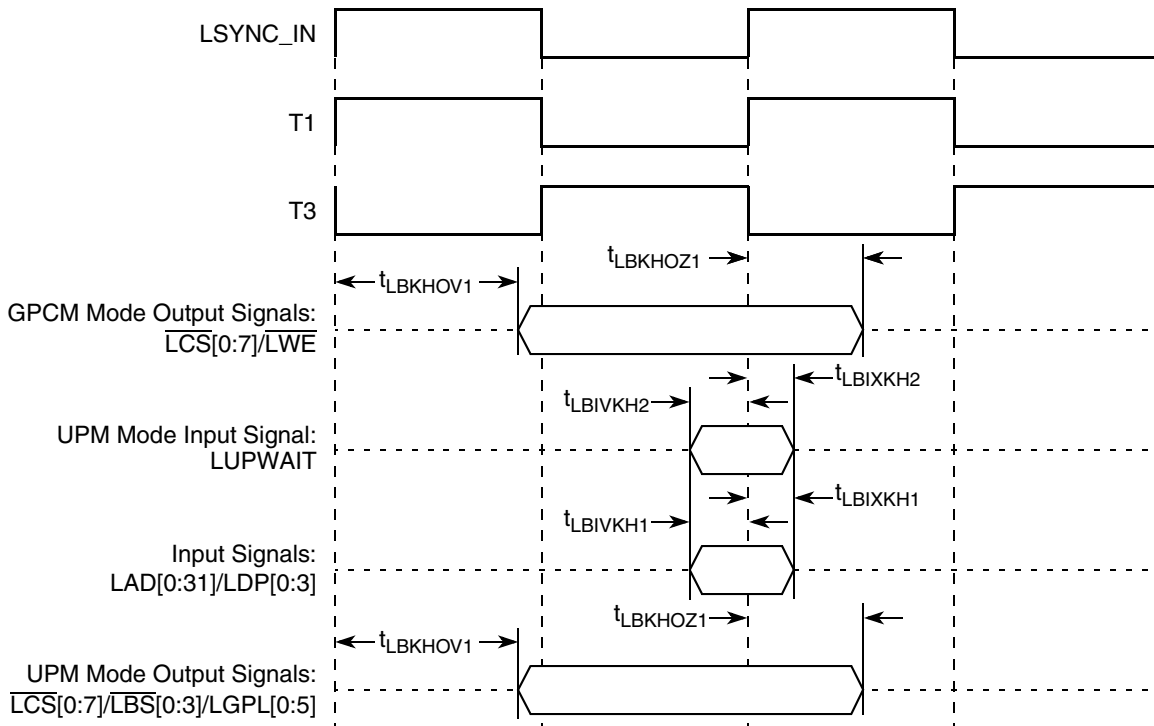 LSYNC_IN
T1
T3
tLBKHOZ1
tLBKHOV1
GPCM Mode Output Signals:
LCS[0:7]/LWE
tLBIXKH2
tLBIVKH2
UPM Mode Input Signal:
LUPWAIT
tLBIXKH1
tLBIVKH1
Input Signals:
LAD[0:31]/LDP[0:3]
tLBKHOZ1
tLBKHOV1
UPM Mode Output Signals:
LCS[0:7]/LBS[0:3]/LGPL[0:5]